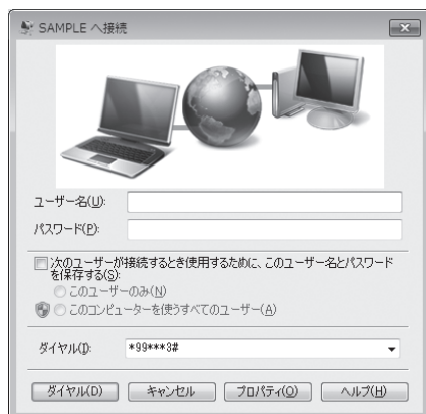 SAMPLE へ接続
ユーザー名(U):
パスワード(P):
次のユーザーが接続するとき使用するために、このユーザー名とパスワード
を保存する(S):
このユーザーのみ(N)
このコンピューターを使うすべてのユーザー(A)
ダイヤル(I):
*99***3#
ダイヤル(D) キャンセル プロパティ(O) ヘルプ(H)